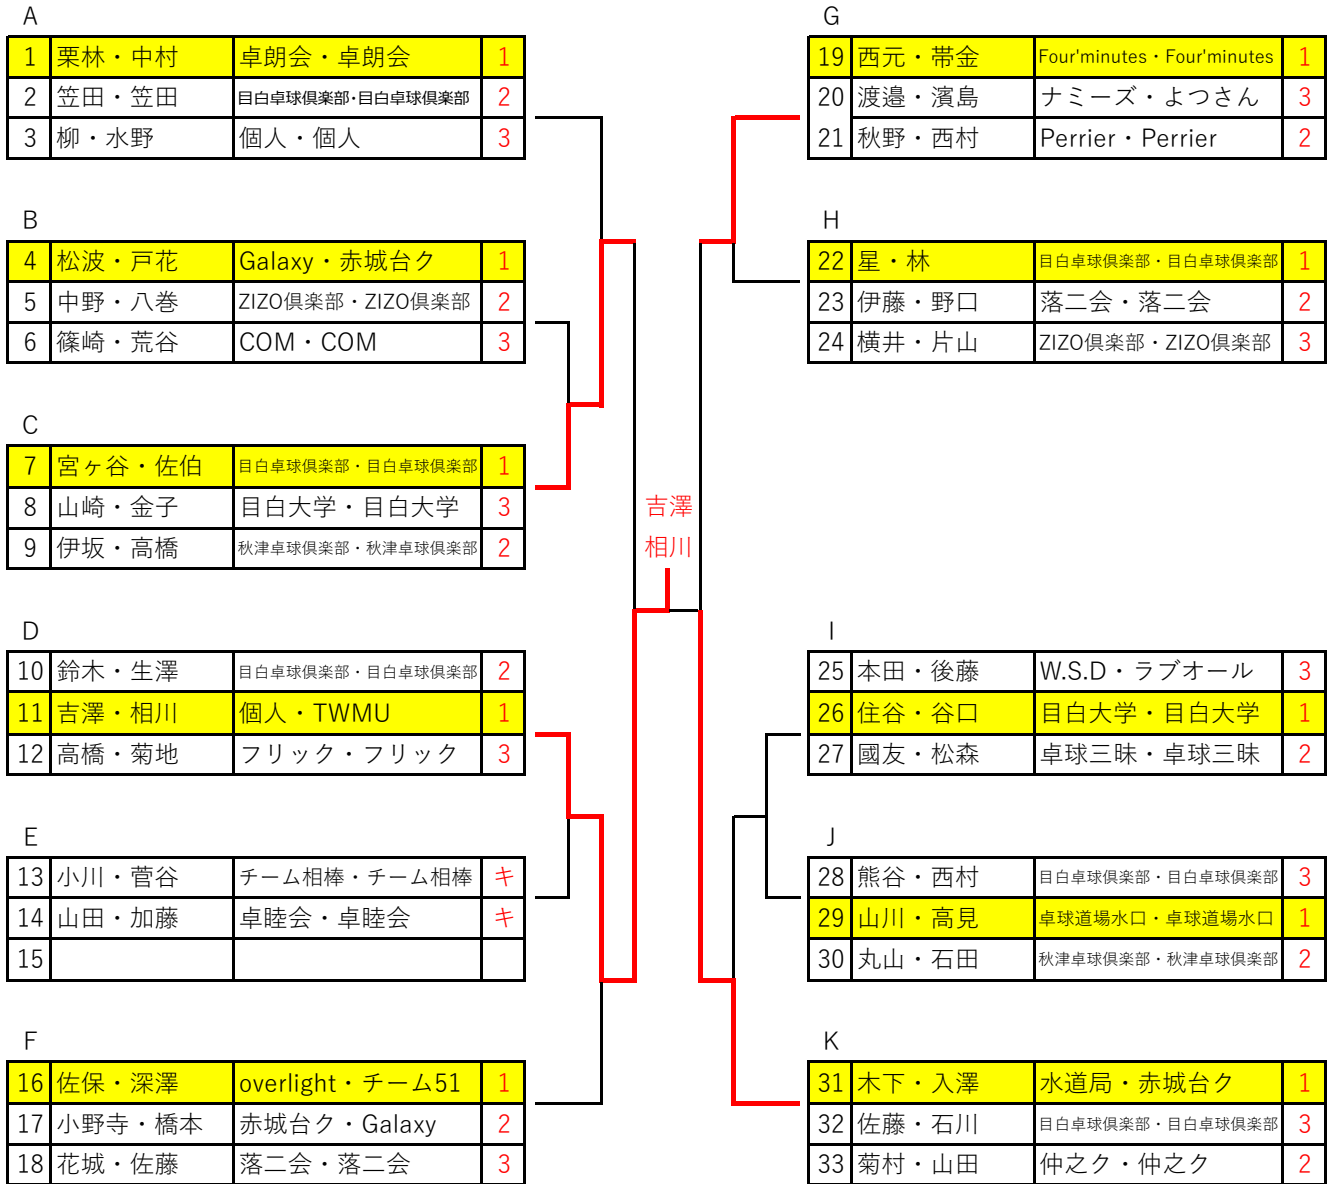 A
1 栗林・中村 卓朗会・卓朗会 1
2 笠田・笠田 目白卓球倶楽部・目白卓球倶楽部 2
3 柳・水野 個人・個人 3
B
4 松波・戸花 Galaxy・赤城台ク 1
5 中野・八巻 ZIZO倶楽部・ZIZO倶楽部 2
6 篠崎・荒谷 COM・COM 3
C
7 宮ヶ谷・佐伯 目白卓球倶楽部・目白卓球倶楽部 1
8 山崎・金子 目白大学・目白大学 3
9 伊坂・高橋 秋津卓球倶楽部・秋津卓球倶楽部 2
D
10 鈴木・生澤 目白卓球倶楽部・目白卓球倶楽部 2
11 吉澤・相川 個人・TWMU 1
12 高橋・菊地 フリック・フリック 3
E
13 小川・菅谷 チーム相棒・チーム相棒 キ
14 山田・加藤 卓睦会・卓睦会 キ
15
F
16 佐保・深澤 overlight・チーム51 1
17 小野寺・橋本 赤城台ク・Galaxy 2
18 花城・佐藤 落二会・落二会 3
吉澤
相川
G
19 西元・帯金 Four'minutes・Four'minutes 1
20 渡邉・濱島 ナミーズ・よつさん 3
21 秋野・西村 Perrier・Perrier 2
H
22 星・林 目白卓球倶楽部・目白卓球倶楽部 1
23 伊藤・野口 落二会・落二会 2
24 横井・片山 ZIZO倶楽部・ZIZO倶楽部 3
I
25 本田・後藤 W.S.D・ラブオール 3
26 住谷・谷口 目白大学・目白大学 1
27 國友・松森 卓球三昧・卓球三昧 2
J
28 熊谷・西村 目白卓球倶楽部・目白卓球倶楽部 3
29 山川・高見 卓球道場水口・卓球道場水口 1
30 丸山・石田 秋津卓球倶楽部・秋津卓球倶楽部 2
K
31 木下・入澤 水道局・赤城台ク 1
32 佐藤・石川 目白卓球倶楽部・目白卓球倶楽部 3
33 菊村・山田 仲之ク・仲之ク 2